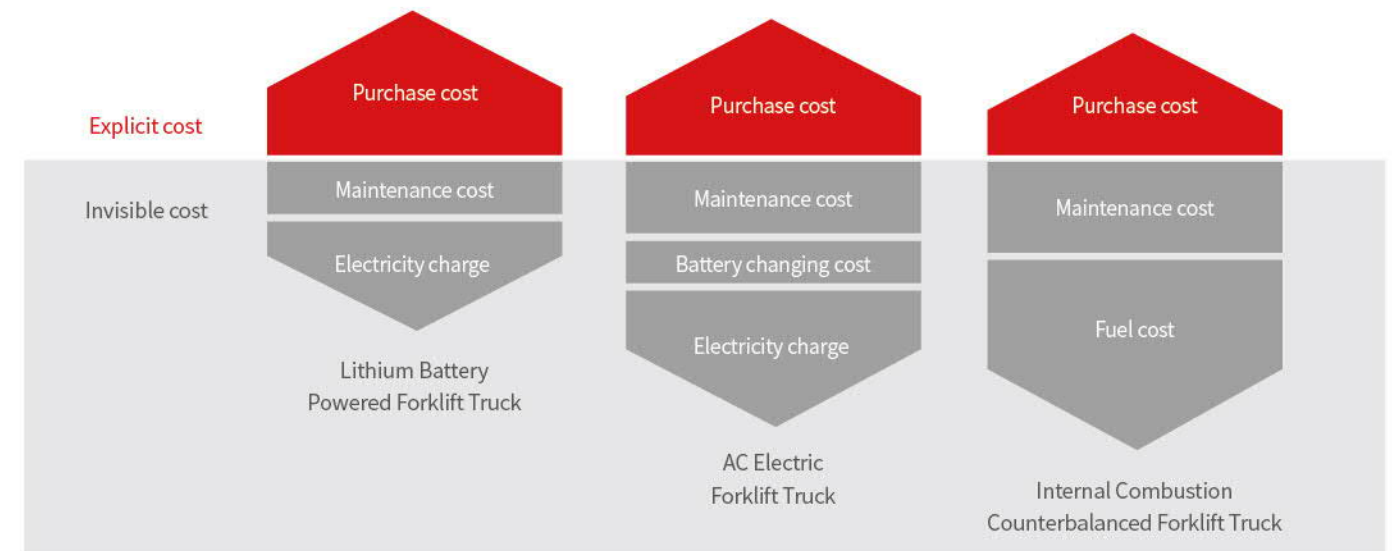 Purchase cost
Purchase cost
Purchase cost
Explicit cost
Invisible cost
Maintenance cost
Maintenance cost
Maintenance cost
Electricity charge
Battery changing cost
Electricity charge
Fuel cost
Lithium Battery
Powered Forklift Truck
AC Electric
Forklift Truck
Internal Combustion
Counterbalanced Forklift Truck